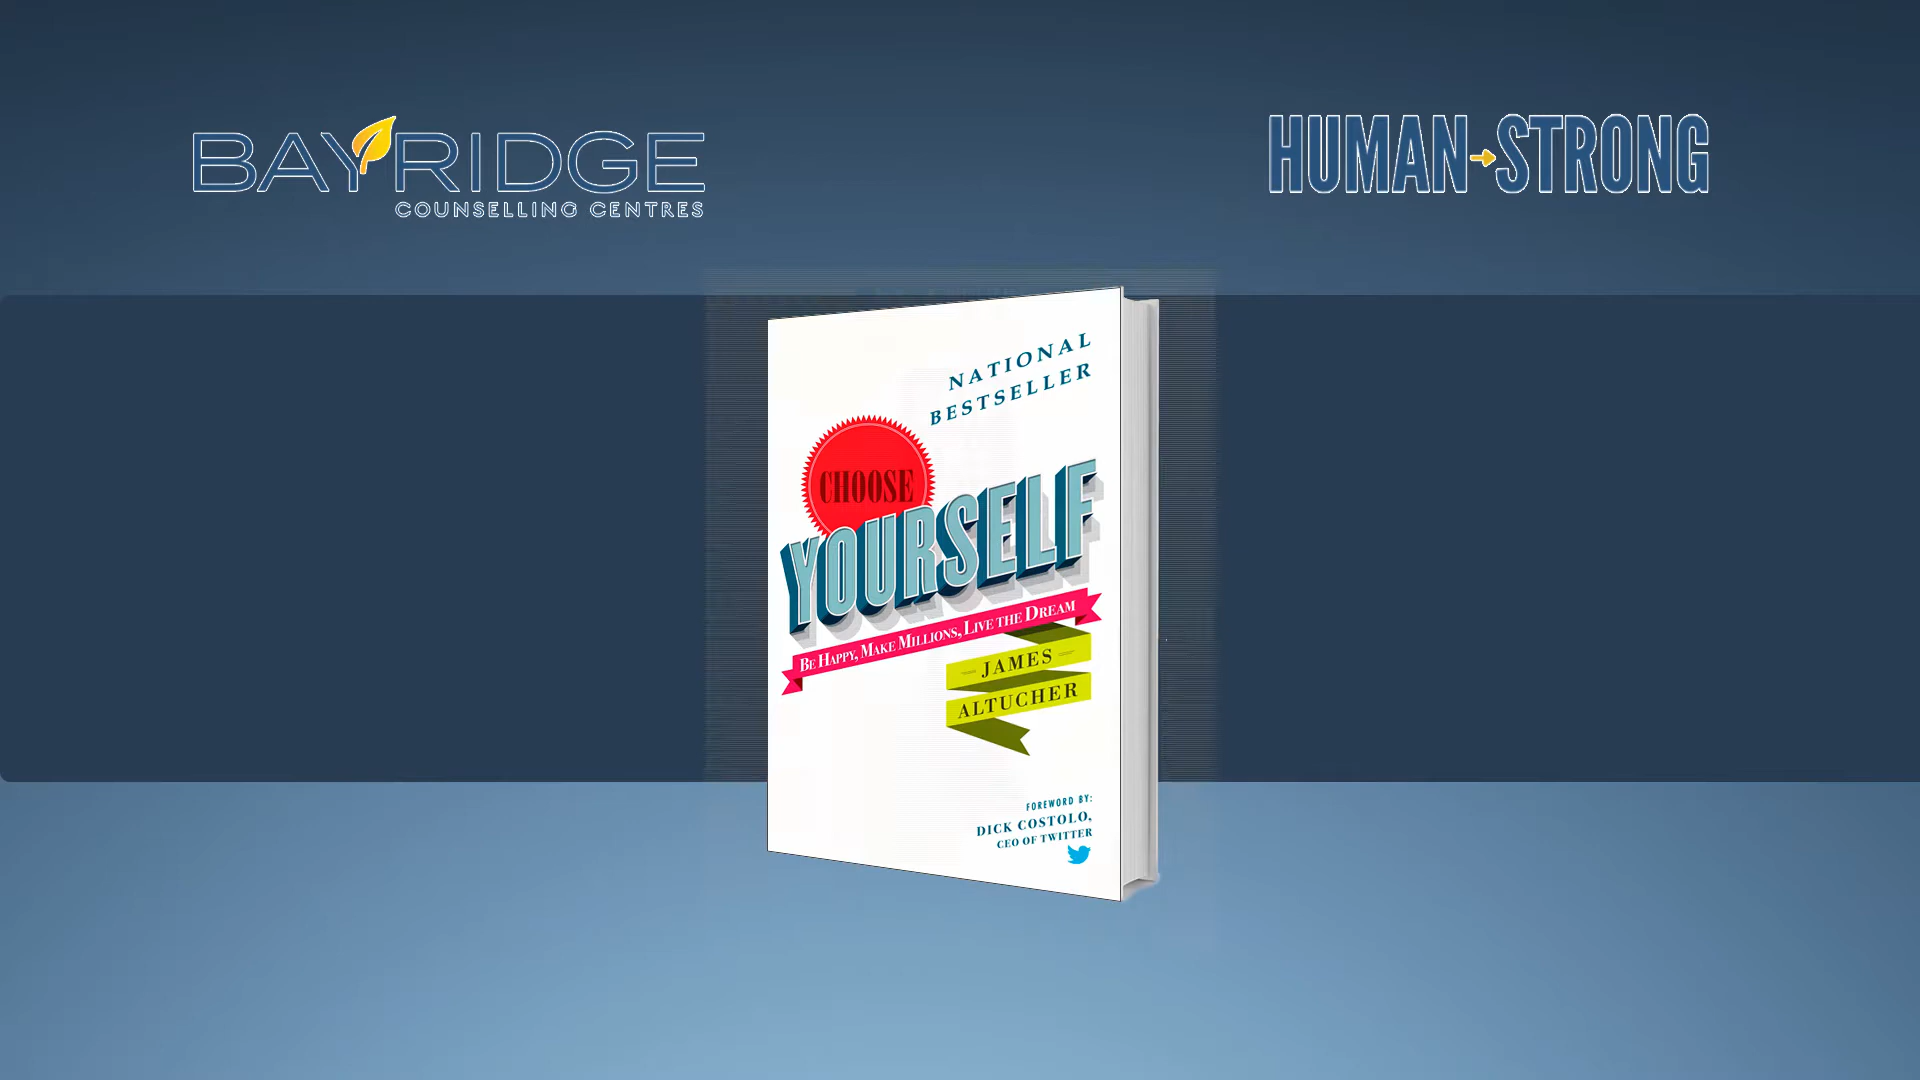 BAYRIDGE
COUNSELLING CENTRES
HUMAN STRONG
NATIONAL
BESTSELLER
CHOOSE
YOURSELF
BE HAPPY, MAKE MILLIONS, LIVE THE DREAM
JAMES
ALTUCHER
FOREWORD BY:
DICK COSTOLO,
CEO OF TWITTER